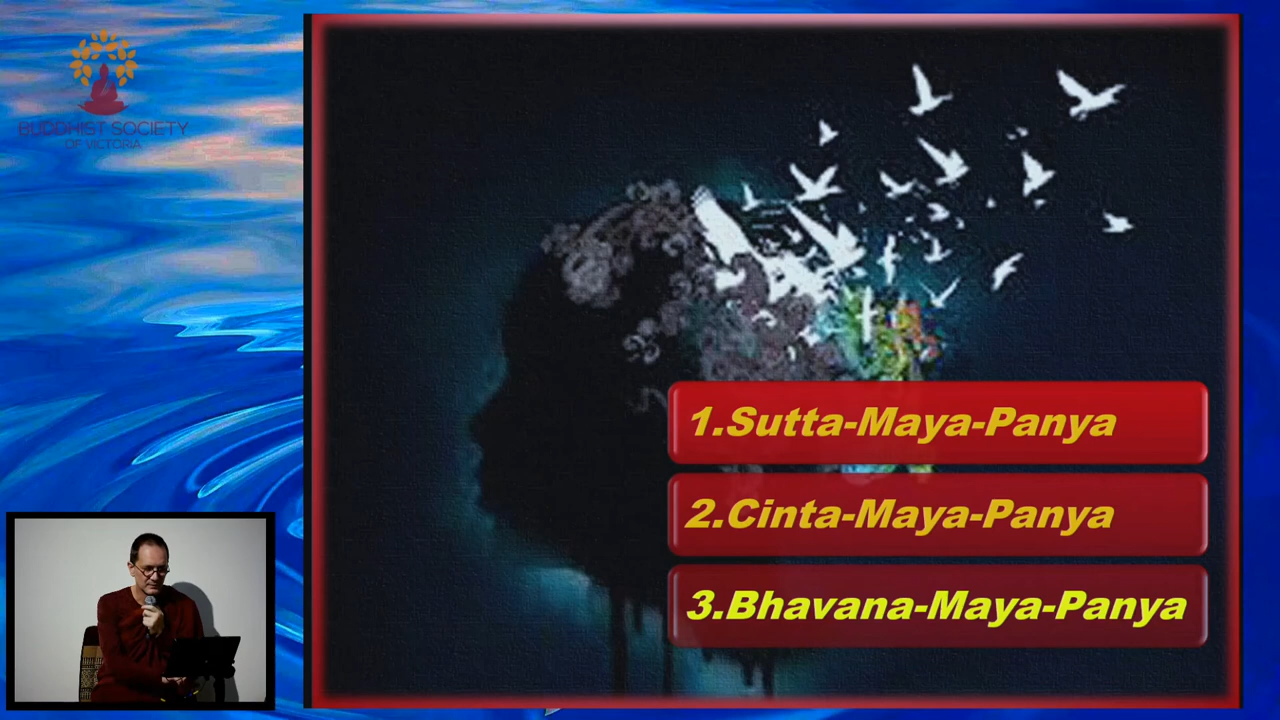 BUDDHIST SOCIETY
OF VICTORIA
1.Sutta-Maya-Panya
2.Cinta-Maya-Panya
3.Bhavana-Maya-Panya